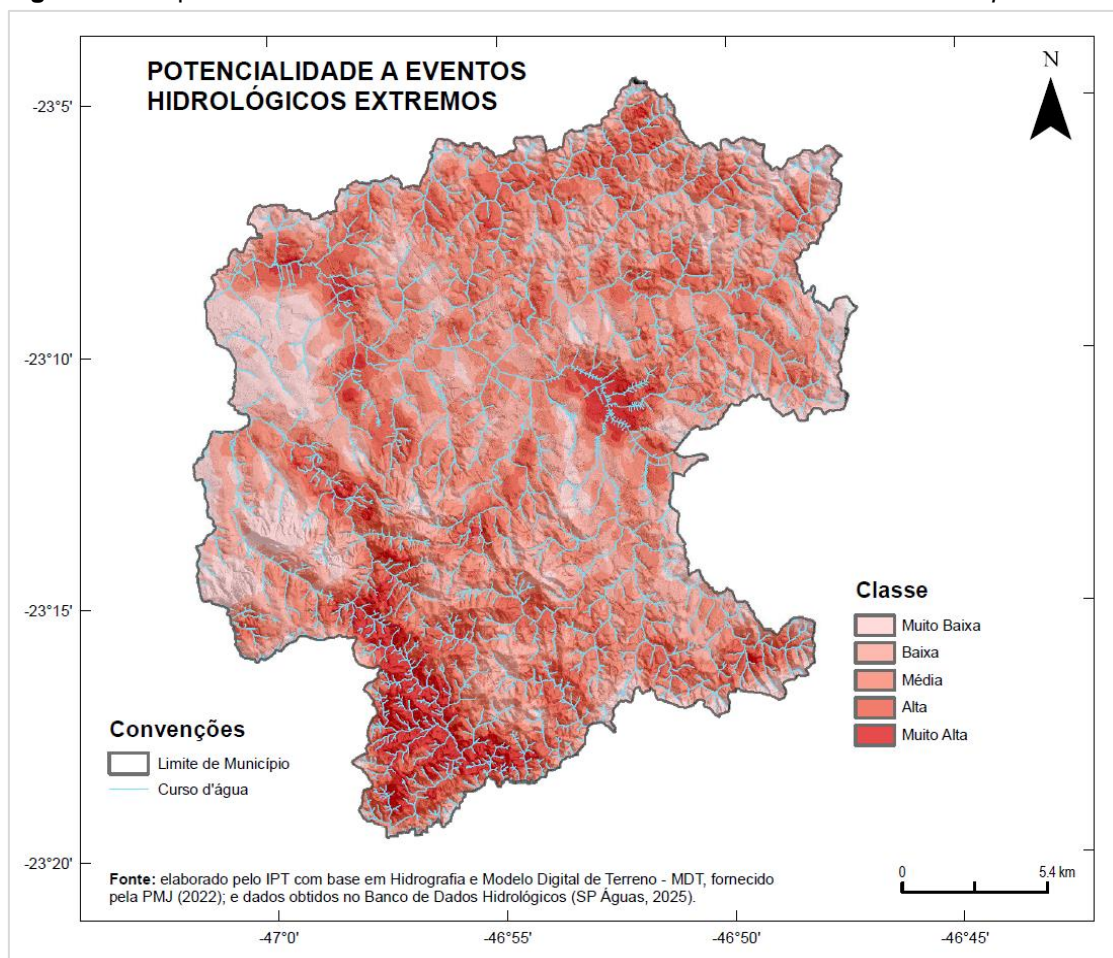 POTENCIALIDADE A EVENTOS
HIDROLÓGICOS EXTREMOS
N
-23°5'
-23°10'
-23°15'
-23°20'
Classe
Muito Baixa
Baixa
Média
Alta
Muito Alta
Convenções
Limite de Município
Curso d'água
Fonte: elaborado pelo IPT com base em Hidrografia e Modelo Digital de Terreno - MDT, fornecido
pela PMJ (2022); e dados obtidos no Banco de Dados Hidrológicos (SP Águas, 2025).
0 5.4 km
-47°0' -46°55' -46°50' -46°45'